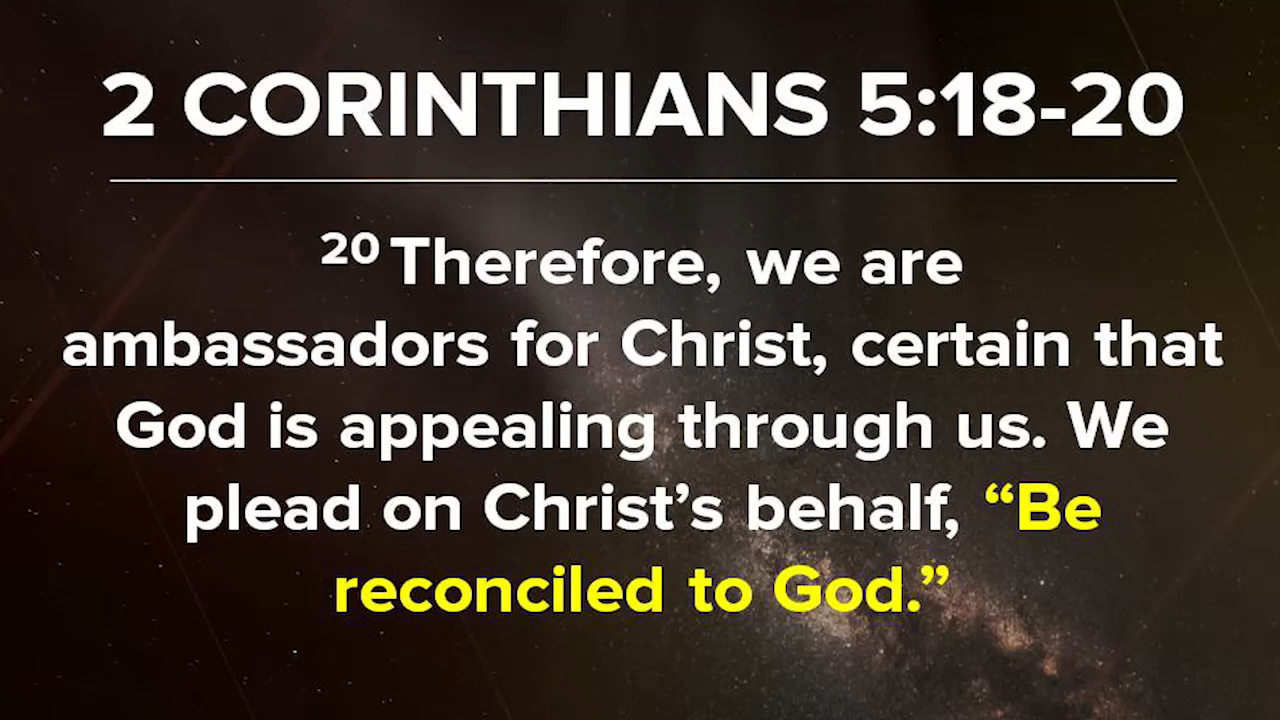 2 CORINTHIANS 5:18-20
20 Therefore, we are
ambassadors for Christ, certain that
God is appealing through us. We
plead on Christ’s behalf, “Be
reconciled to God.”